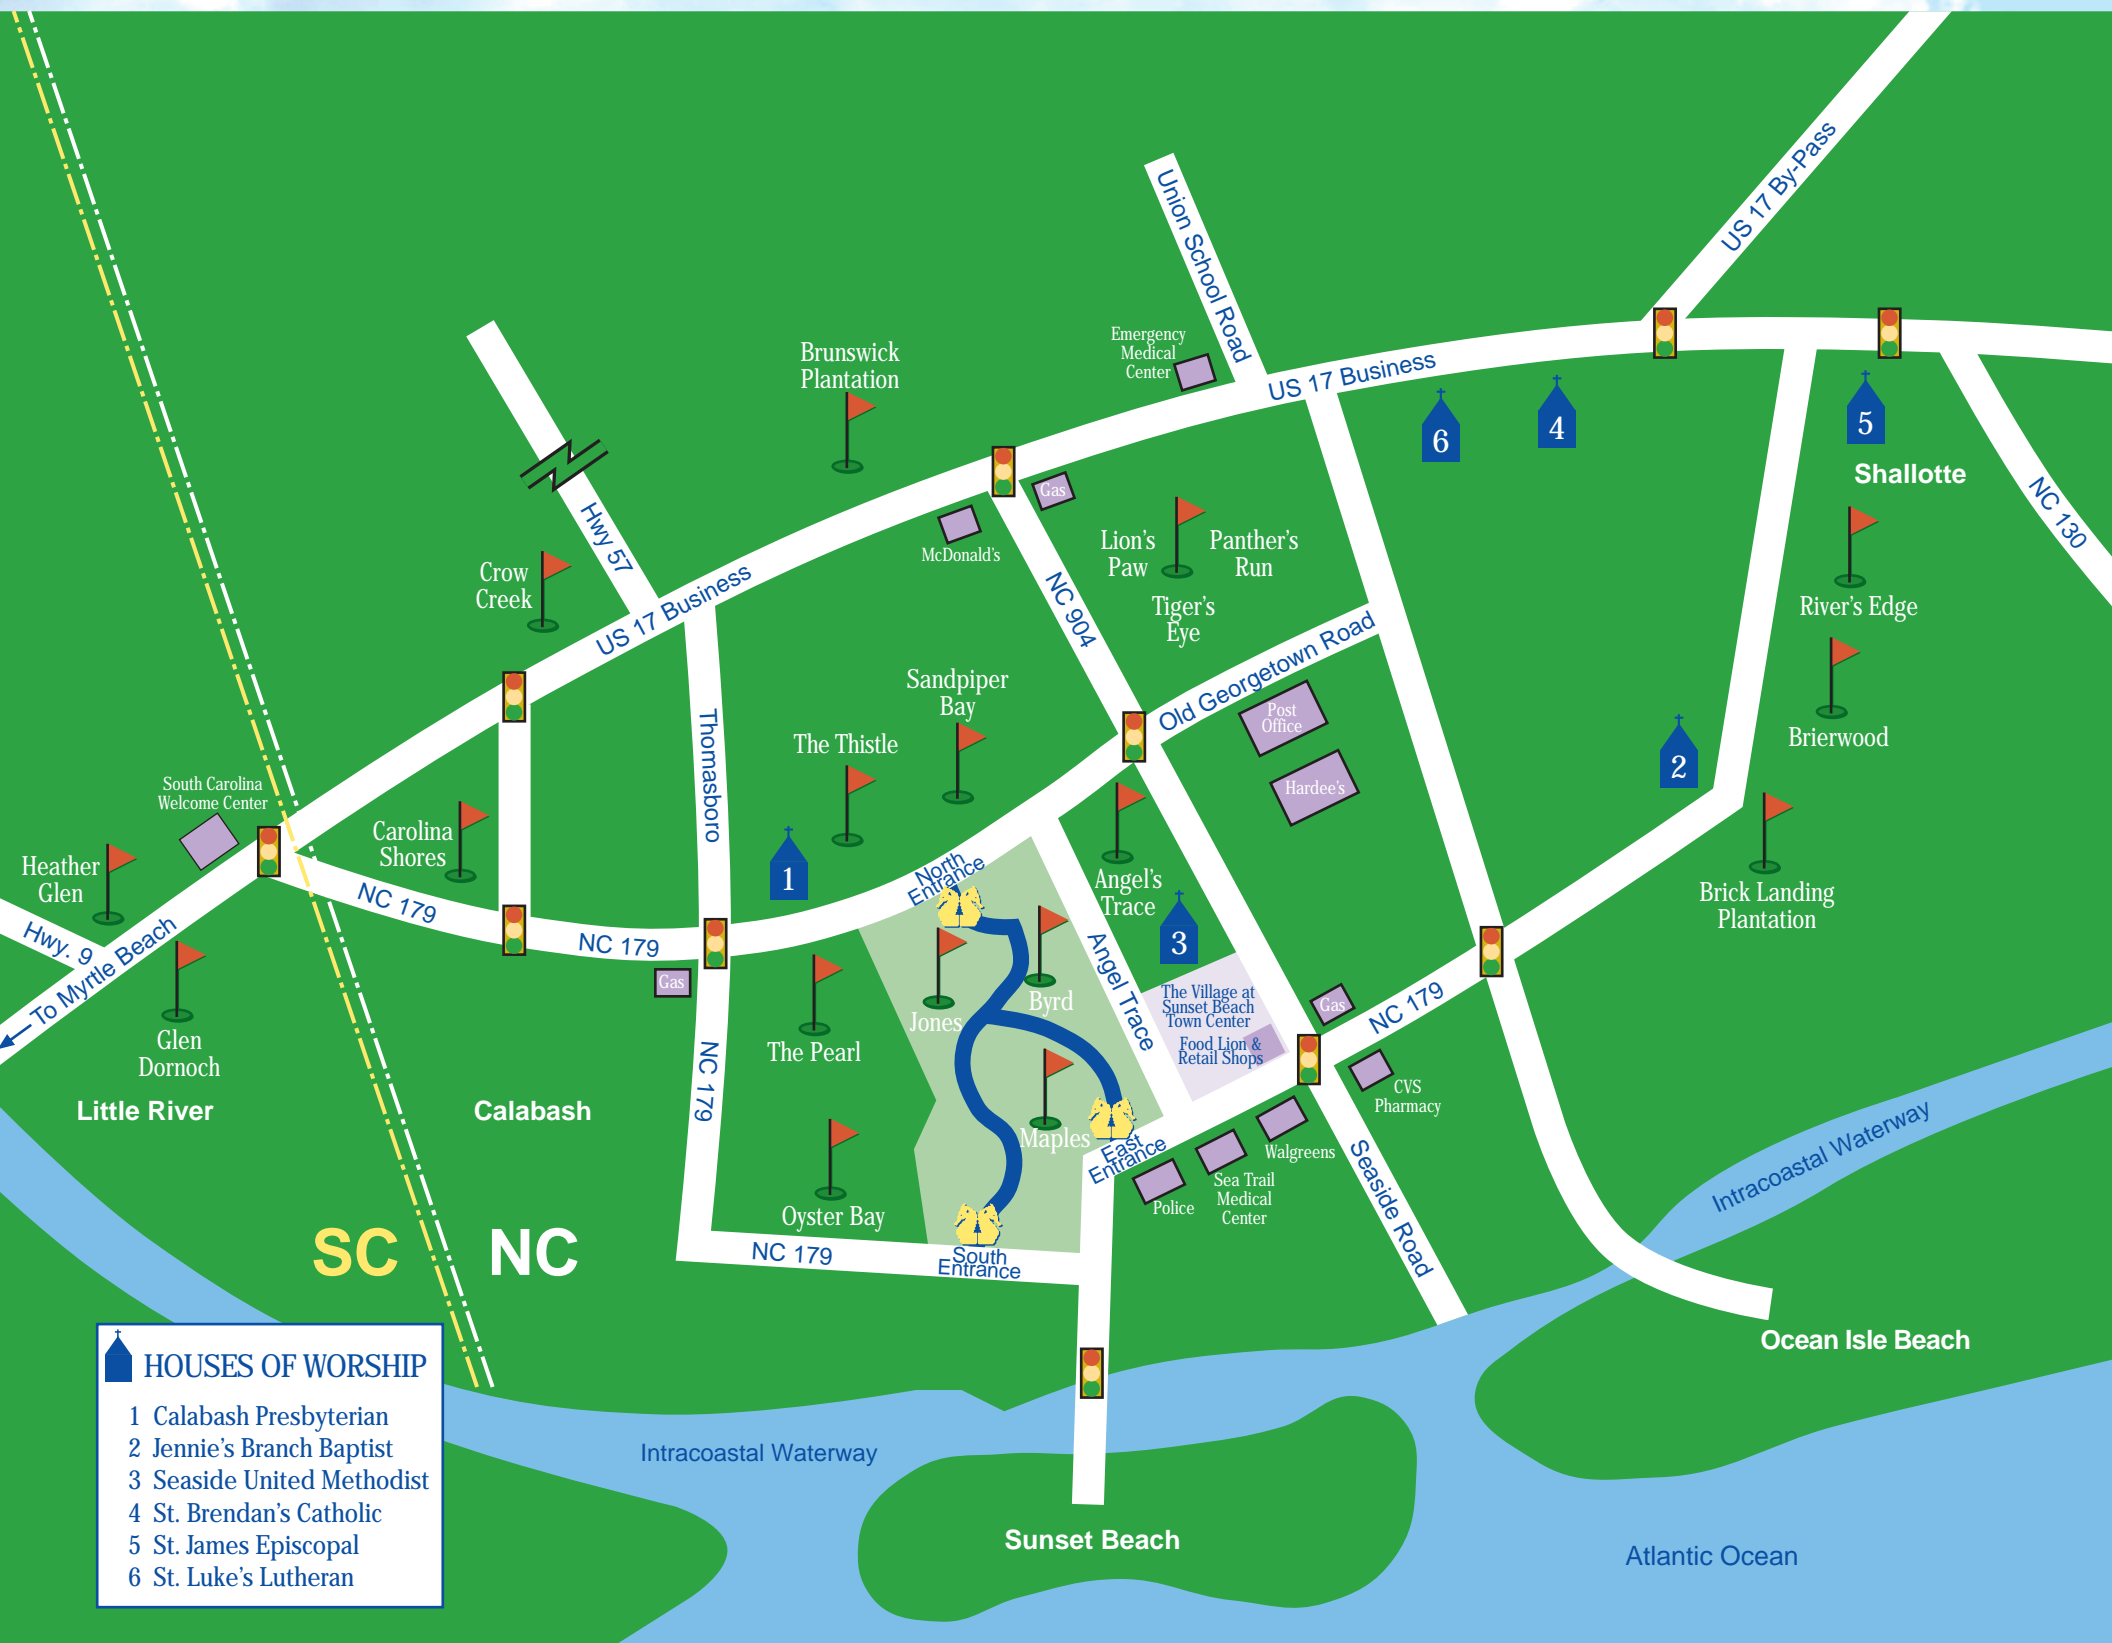 US 17 By-Pass
Union School Road
Emergency
Medical
Center
US 17 Business
Brunswick
Plantation
6
4
5
Shallotte
NC 130
Gas
McDonald's
Hwy 57
Crow
Creek
US 17 Business
Lion's
Paw
Panther's
Run
Tiger's
Eye
NC 904
River's Edge
Old Georgetown Road
Sandpiper
Bay
Post
Office
Brierwood
The Thistle
Thomasboro
2
Hardee's
South Carolina
Welcome Center
Carolina
Shores
Heather
Glen
1
North
Entrance
Angel's
Trace
3
Brick Landing
Plantation
NC 179
NC 179
Hwy. 9
To Myrtle Beach
Gas
Angel Trace
Byrd
Jones
The Village at
Sunset Beach
Town Center
Food Lion &
Retail Shops
Gas
NC 179
Glen
Dornoch
The Pearl
NC 179
CVS
Pharmacy
Little River
Calabash
Maples
East
Entrance
Walgreens
Sea Trail
Medical
Center
Police
Seaside Road
Intracoastal Waterway
Oyster Bay
SC
NC
NC 179
South
Entrance
Ocean Isle Beach
HOUSES OF WORSHIP
1 Calabash Presbyterian
2 Jennie's Branch Baptist
3 Seaside United Methodist
4 St. Brendan's Catholic
5 St. James Episcopal
6 St. Luke's Lutheran
Intracoastal Waterway
Sunset Beach
Atlantic Ocean